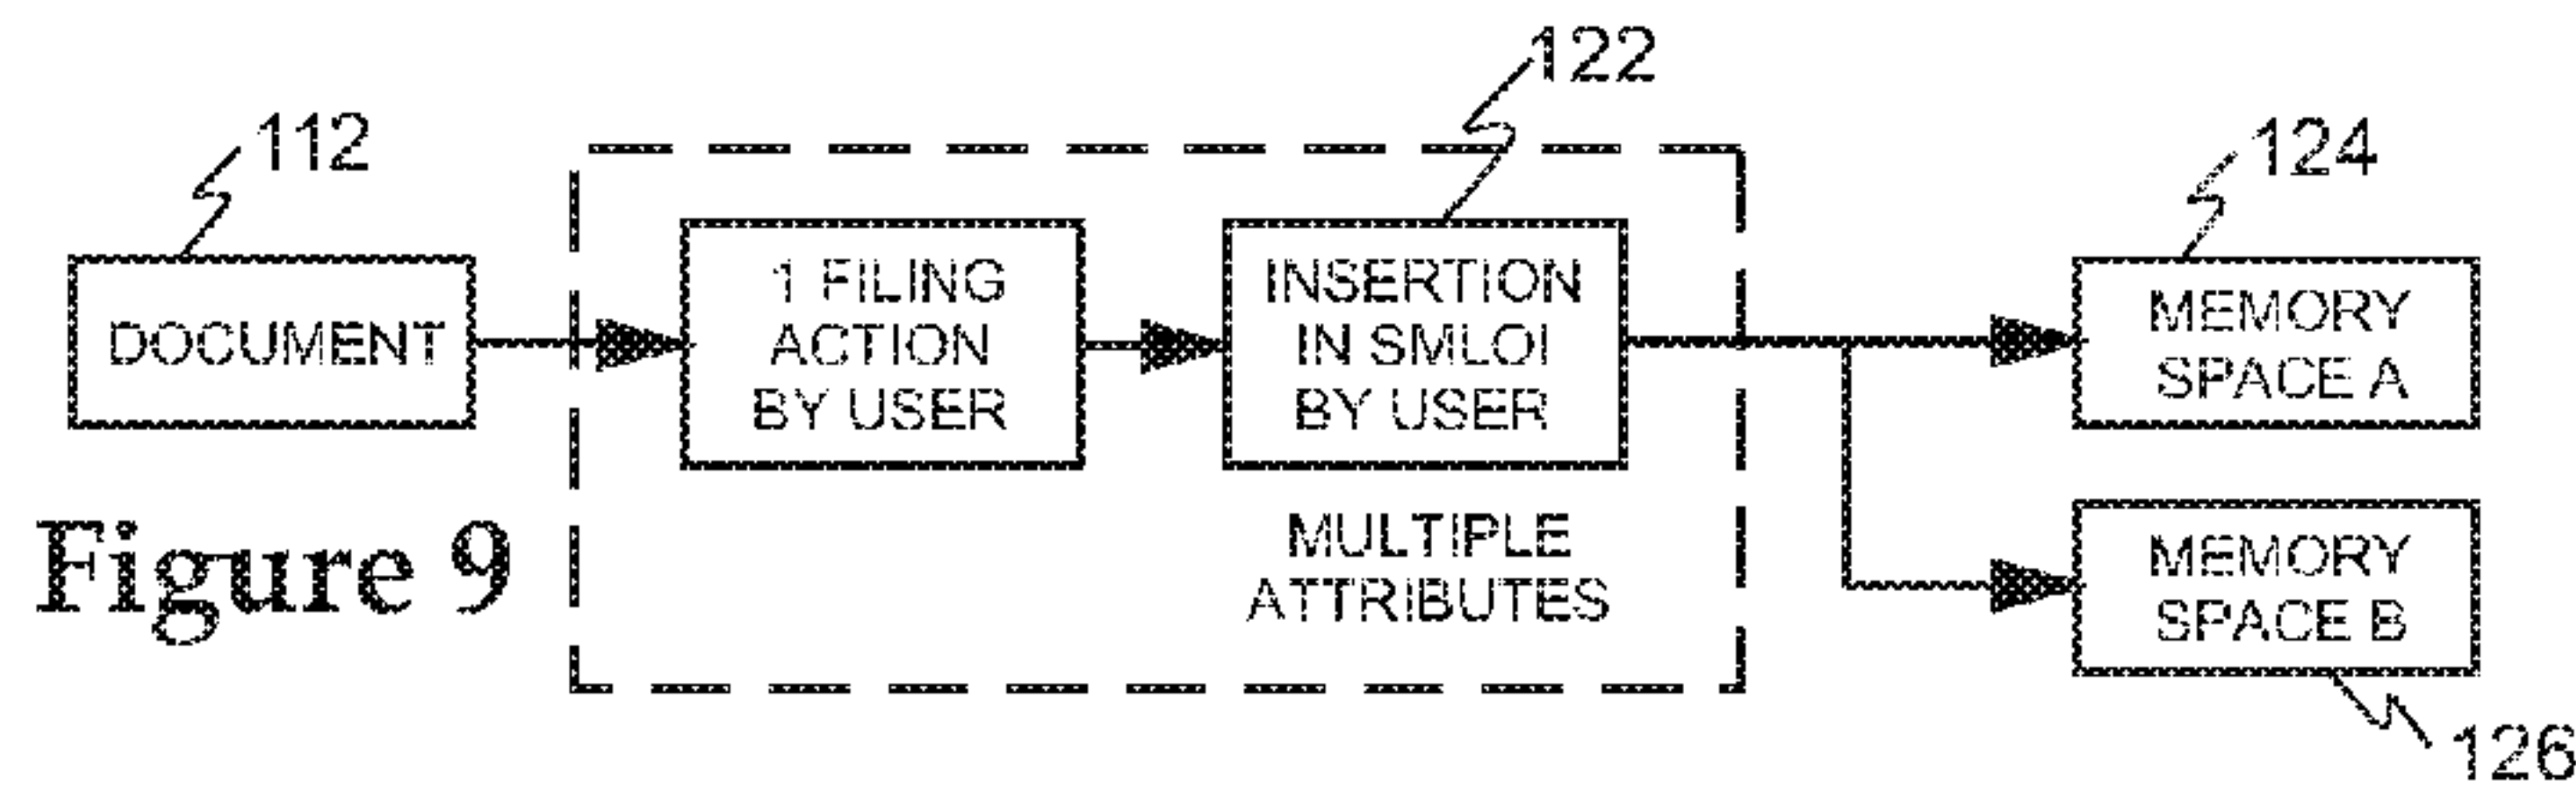 122
112
124
1 FILING
ACTION
BY USER
INSERTION
IN SMLOI
BY USER
DOCUMENT
MEMORY
SPACE A
Figure 9
MULTIPLE
ATTRIBUTES
MEMORY
SPACE B
126